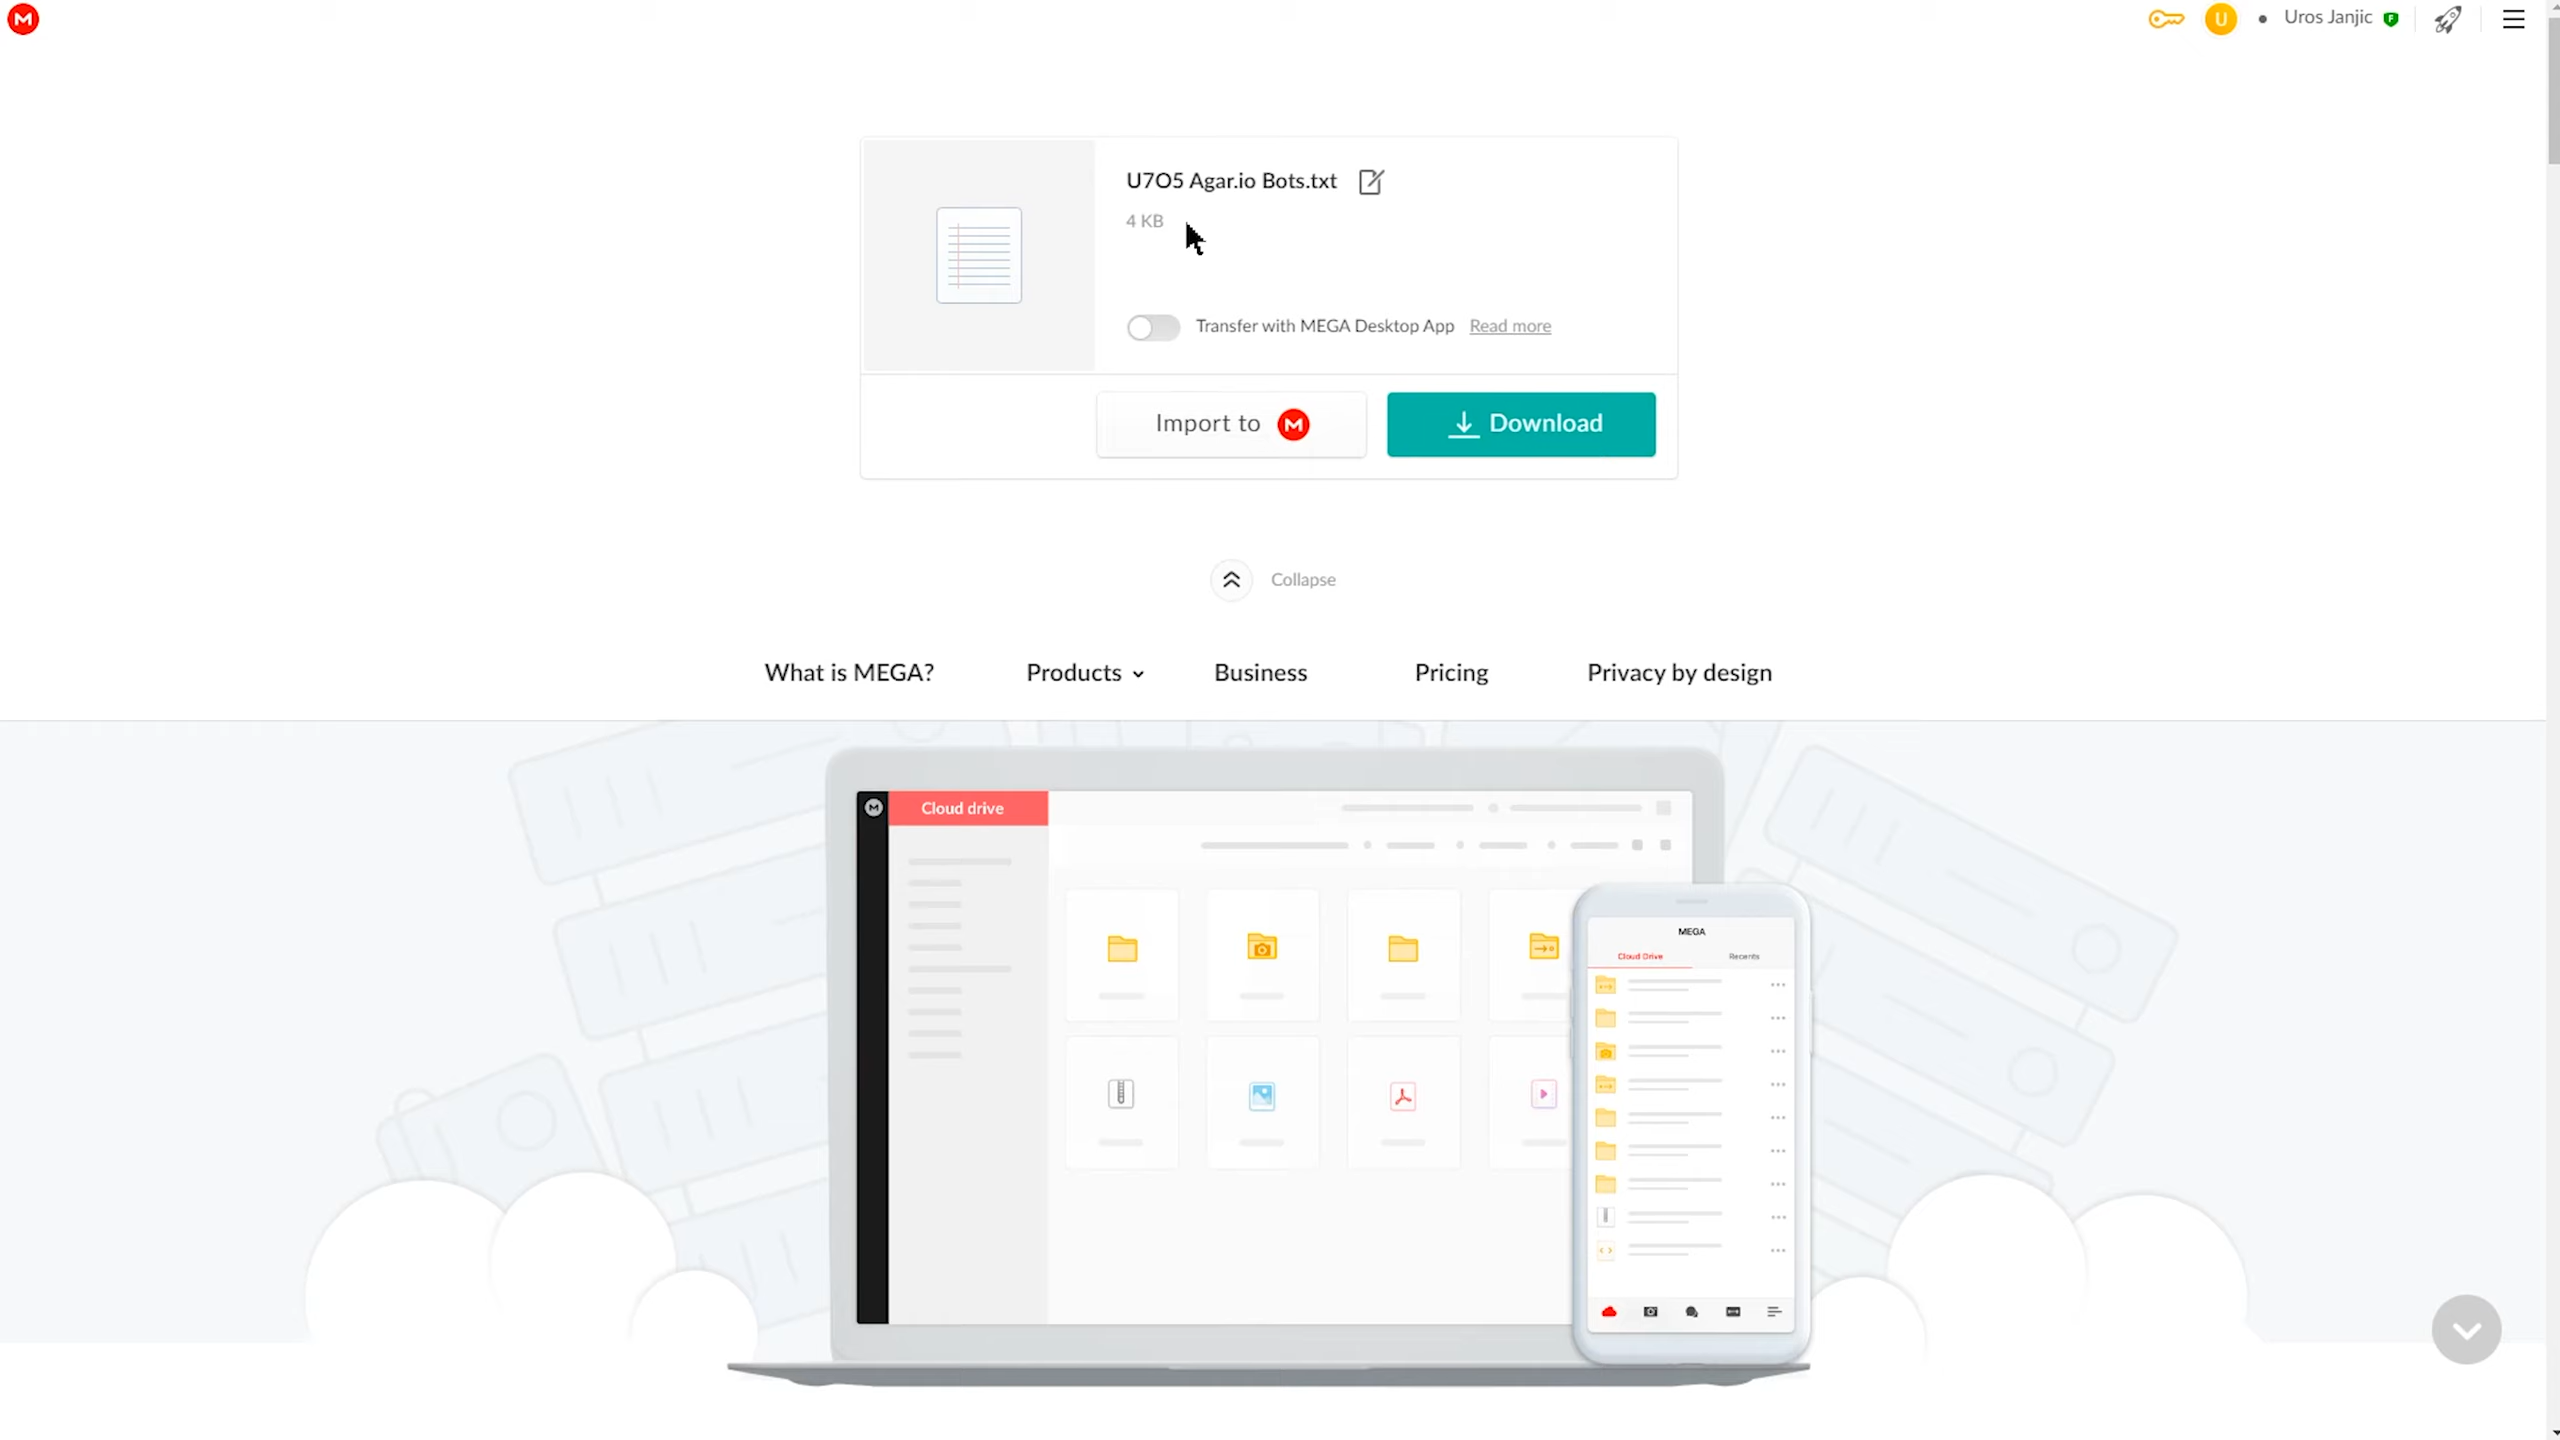 U
Uros Janjic
U7O5 Agar.io Bots.txt
4 KB
Transfer with MEGA Desktop App Read more
Import to
Download
Collapse
What is MEGA? Products Business Pricing Privacy by design
Cloud drive
MEGA
Cloud Drive Recents